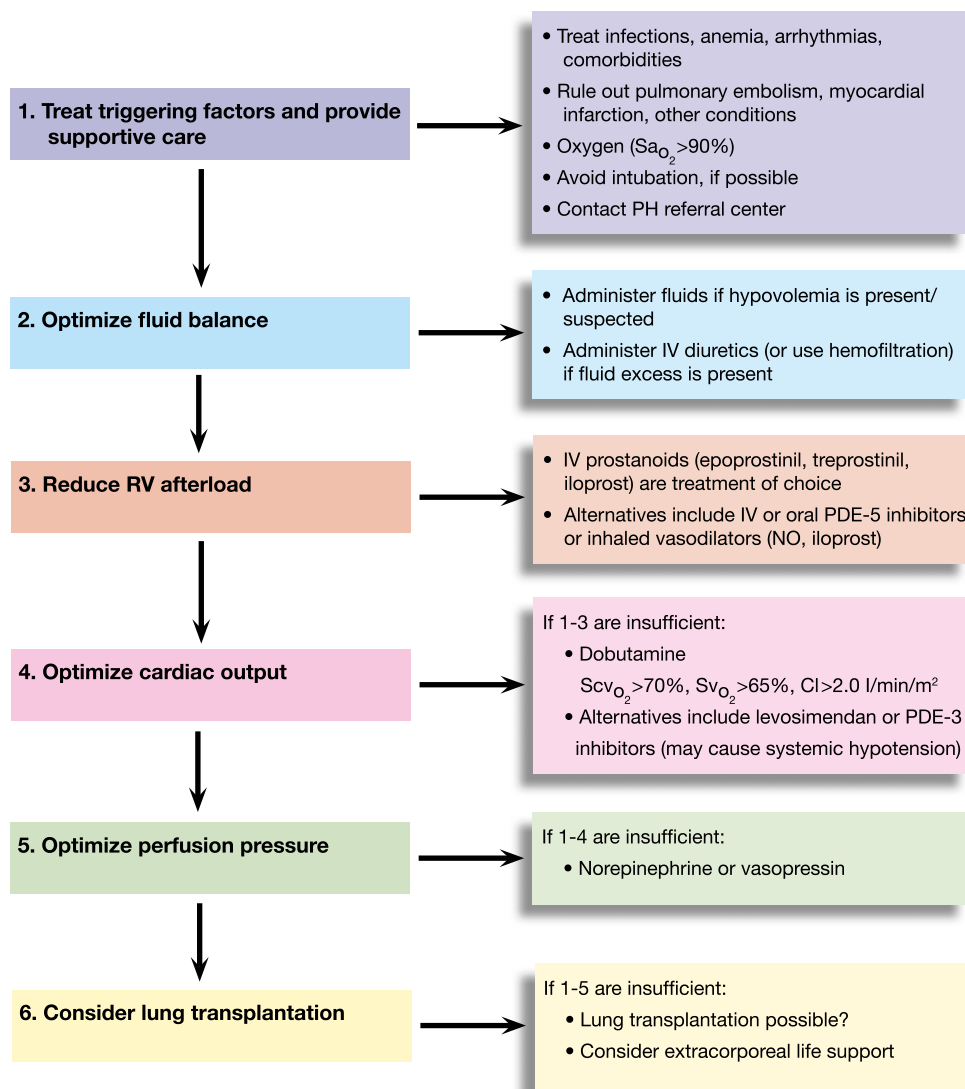 1. Treat triggering factors and provide
supportive care
• Treat infections, anemia, arrhythmias,
comorbidities
• Rule out pulmonary embolism, myocardial
infarction, other conditions
• Oxygen (SaO₂>90%)
• Avoid intubation, if possible
• Contact PH referral center
2. Optimize fluid balance
• Administer fluids if hypovolemia is present/
suspected
• Administer IV diuretics (or use hemofiltration)
if fluid excess is present
3. Reduce RV afterload
• IV prostanoids (epoprostinil, treprostinil,
iloprost) are treatment of choice
• Alternatives include IV or oral PDE-5 inhibitors
or inhaled vasodilators (NO, iloprost)
4. Optimize cardiac output
If 1-3 are insufficient:
• Dobutamine
ScvO₂>70%, SvO₂>65%, CI>2.0 l/min/m²
• Alternatives include levosimendan or PDE-3
inhibitors (may cause systemic hypotension)
5. Optimize perfusion pressure
If 1-4 are insufficient:
• Norepinephrine or vasopressin
6. Consider lung transplantation
If 1-5 are insufficient:
• Lung transplantation possible?
• Consider extracorporeal life support